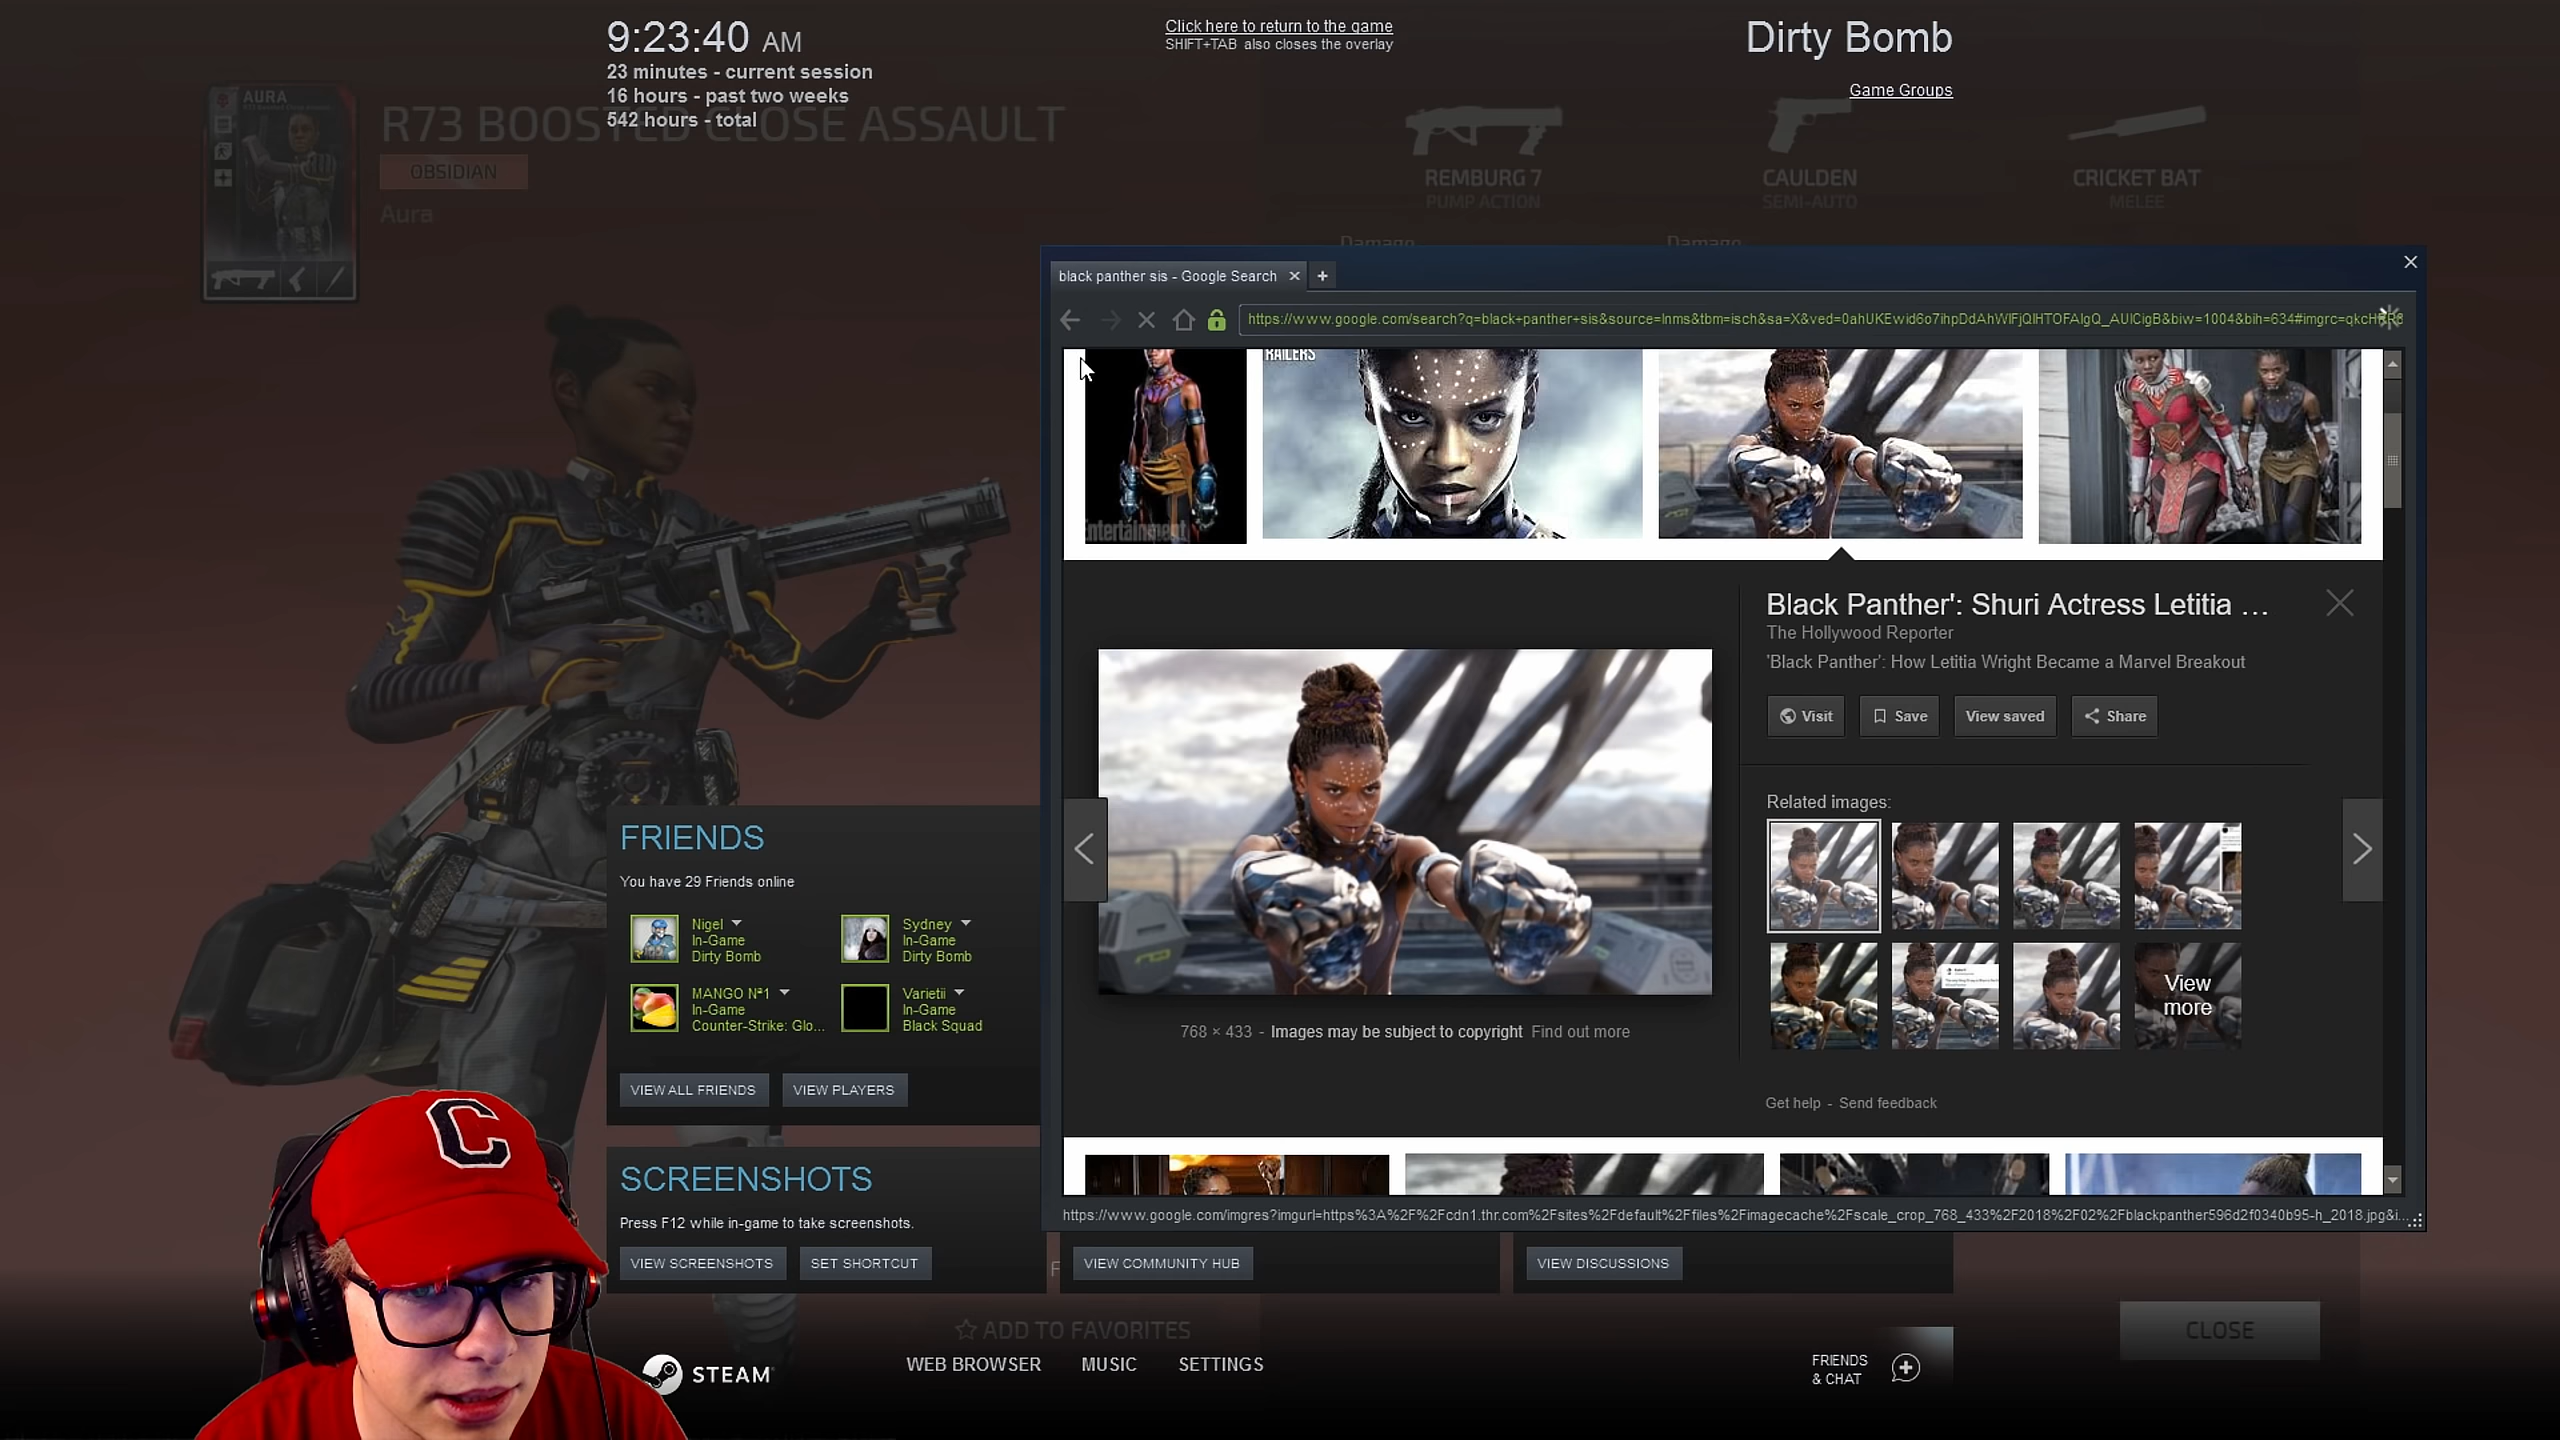 9:23:40 AM
23 minutes - current session
16 hours - past two weeks
542 hours - total
Click here to return to the game
SHIFT+TAB also closes the overlay
Dirty Bomb
Game Groups
AURA
R73 BOOSTED CLOSE ASSAULT
OBSIDIAN
Aura
REMBURG 7
PUMP ACTION
CAULDEN
SEMI-AUTO
CRICKET BAT
MELEE
Damage
Damage
black panther sis - Google Search
https://www.google.com/search?q=black+panther+sis&source=lnms&tbm=isch&sa=X&ved=0ahUKEwid6o7ihpDdAhWIFjQIHTOFAIgQ_AUICigB&biw=1004&bih=634#imgrc=qkcH
RAILERS
Entertainment
Black Panther': Shuri Actress Letitia ...
The Hollywood Reporter
'Black Panther': How Letitia Wright Became a Marvel Breakout
Visit
Save
View saved
Share
Related images:
View more
768 × 433 - Images may be subject to copyright Find out more
Get help - Send feedback
https://www.google.com/imgres?imgurl=https%3A%2F%2Fcdn1.thr.com%2Fsites%2Fdefault%2Ffiles%2Fimagecache%2Fscale_crop_768_433%2F2018%2F02%2Fblackpanther596d2f0340b95-h_2018.jpg&i...
FRIENDS
You have 29 Friends online
Nigel
In-Game
Dirty Bomb
Sydney
In-Game
Dirty Bomb
MANGO Nª1
In-Game
Counter-Strike: Glo...
Varietii
In-Game
Black Squad
VIEW ALL FRIENDS
VIEW PLAYERS
SCREENSHOTS
Press F12 while in-game to take screenshots.
VIEW SCREENSHOTS
SET SHORTCUT
VIEW COMMUNITY HUB
VIEW DISCUSSIONS
ADD TO FAVORITES
CLOSE
C
STEAM
WEB BROWSER
MUSIC
SETTINGS
FRIENDS
& CHAT